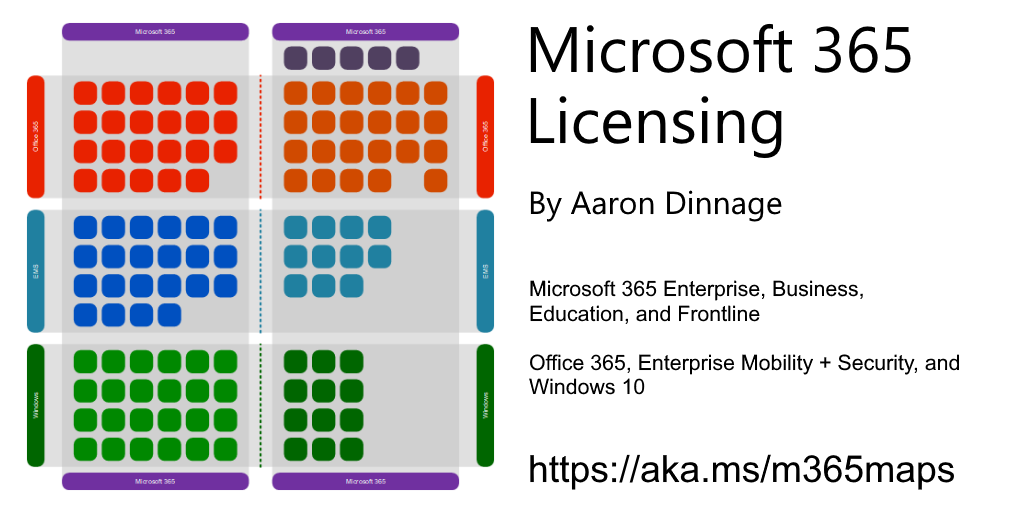 Microsoft 365
Microsoft 365
Office 365
Office 365
EMS
EMS
Windows
Windows
Microsoft 365
Microsoft 365
Microsoft 365
Licensing
By Aaron Dinnage
Microsoft 365 Enterprise, Business,
Education, and Frontline
Office 365, Enterprise Mobility + Security, and
Windows 10
https://aka.ms/m365maps